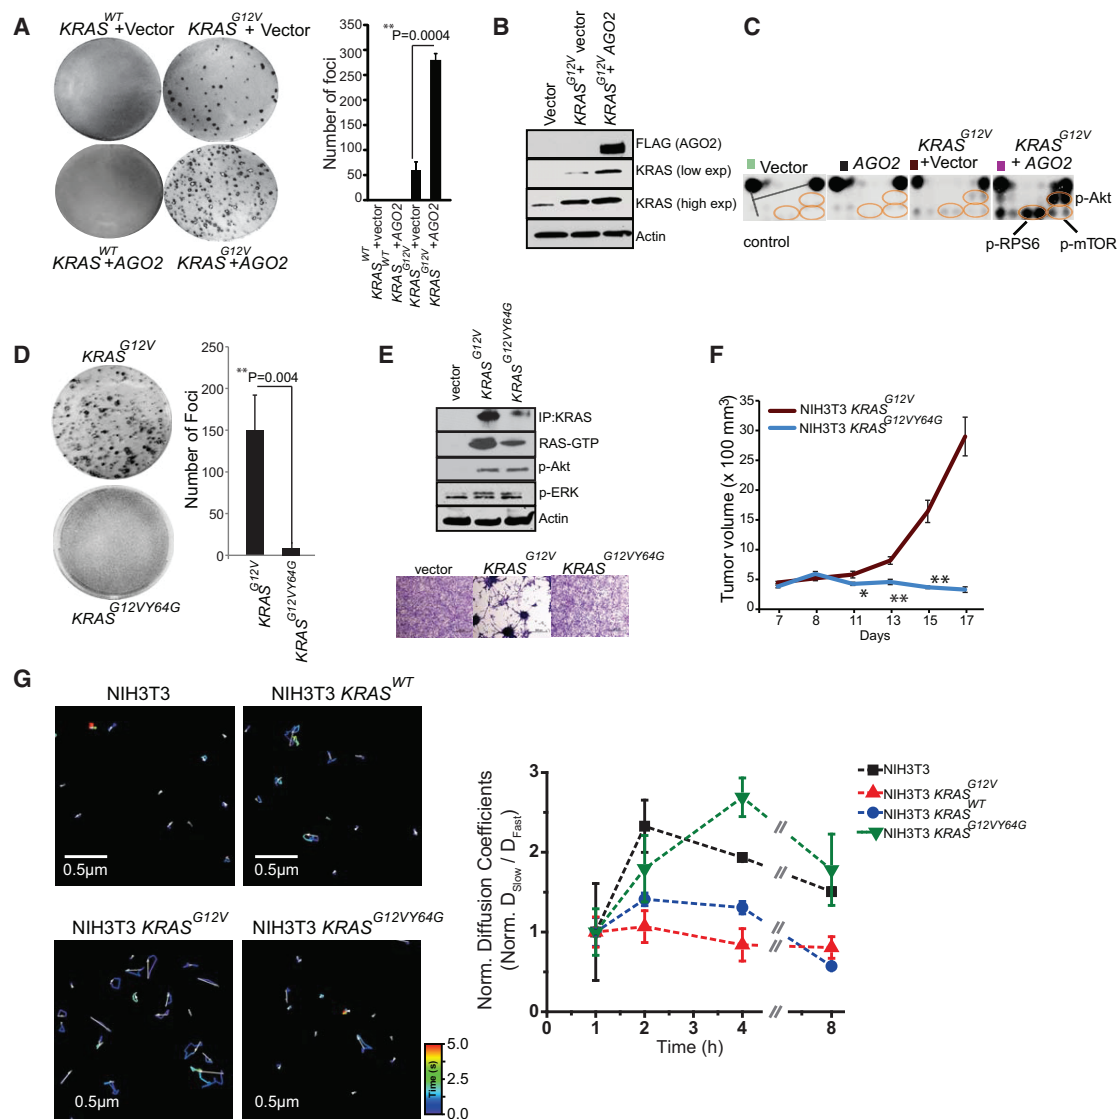 A
KRAS WT +Vector
KRAS G12V + Vector
KRAS WT +AGO2
KRAS G12V +AGO2
Number of foci
350
300
250
200
150
100
50
0
** P=0.0004
KRAS WT +vector
KRAS WT +AGO2
KRAS G12V +vector
KRAS G12V +AGO2
B
Vector
KRAS G12V + vector
KRAS G12V + AGO2
FLAG (AGO2)
KRAS (low exp)
KRAS (high exp)
Actin
C
Vector
AGO2
KRAS G12V +Vector
KRAS G12V + AGO2
p-Akt
p-RPS6
p-mTOR
control
D
KRAS G12V
KRAS G12VY64G
Number of Foci
250
200
150
100
50
0
** P=0.004
KRAS G12V
KRAS G12VY64G
E
vector
KRAS G12V
KRAS G12VY64G
IP:KRAS
RAS-GTP
p-Akt
p-ERK
Actin
vector
KRAS G12V
KRAS G12VY64G
F
Tumor volume (x 100 mm³)
35
30
25
20
15
10
5
0
NIH3T3 KRAS G12V
NIH3T3 KRAS G12VY64G
*
**
**
7 8 11 13 15 17
Days
G
NIH3T3
NIH3T3 KRAS WT
0.5µm
0.5µm
NIH3T3 KRAS G12V
NIH3T3 KRAS G12VY64G
0.5µm
0.5µm
Time (s)
5.0
2.5
0.0
Norm. Diffusion Coefficients
(Norm. D Slow / D Fast)
3
2
1
0
0 1 2 3 4 8
Time (h)
NIH3T3
NIH3T3 KRAS G12V
NIH3T3 KRAS WT
NIH3T3 KRAS G12VY64G